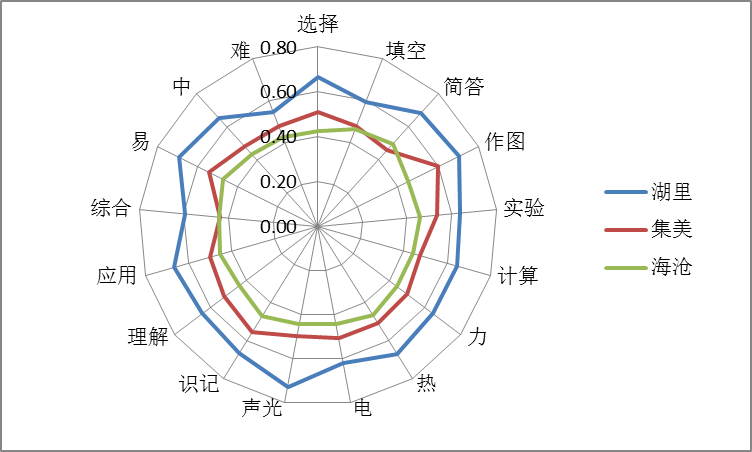 选择
填空
简答
作图
实验
计算
力
热
电
声光
识记
理解
应用
综合
易
中
难
0.80
0.60
0.40
0.20
0.00
湖里
集美
海沧